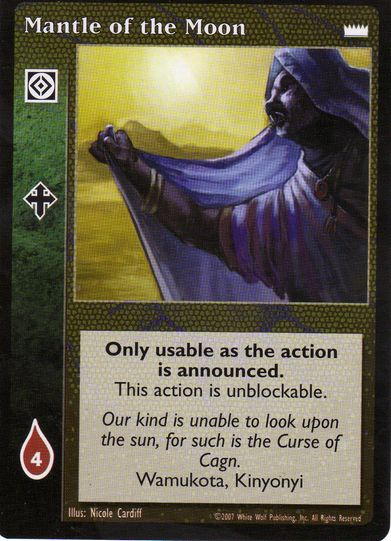 Mantle of the Moon
Only usable as the action
is announced.
This action is unblockable.
Our kind is unable to look upon
the sun, for such is the Curse of
Cagn.
Wamukota, Kinyonyi
4
Illus: Nicole Cardiff
©2007 White Wolf Publishing, Inc. All Rights Reserved